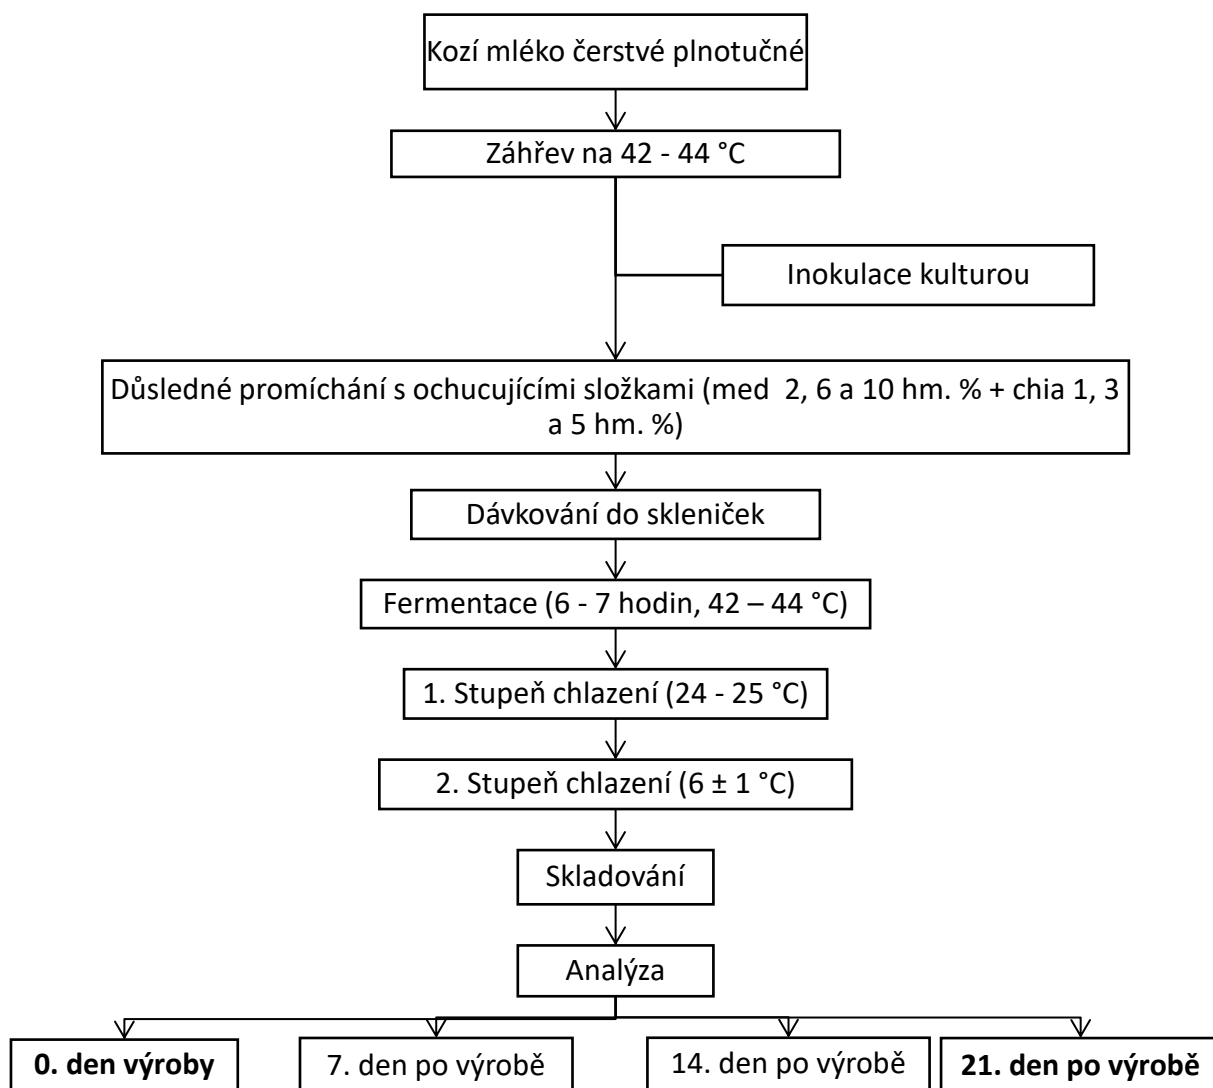 Kozí mléko čerstvé plnotučné
Záhřev na 42 - 44 °C
Inokulace kulturou
Důsledné promíchání s ochucujícími složkami (med  2, 6 a 10 hm. % + chia 1, 3
a 5 hm. %)
Dávkování do skleniček
Fermentace (6 - 7 hodin, 42 – 44 °C)
1. Stupeň chlazení (24 - 25 °C)
2. Stupeň chlazení (6 ± 1 °C)
Skladování
Analýza
0. den výroby
7. den po výrobě
14. den po výrobě
21. den po výrobě